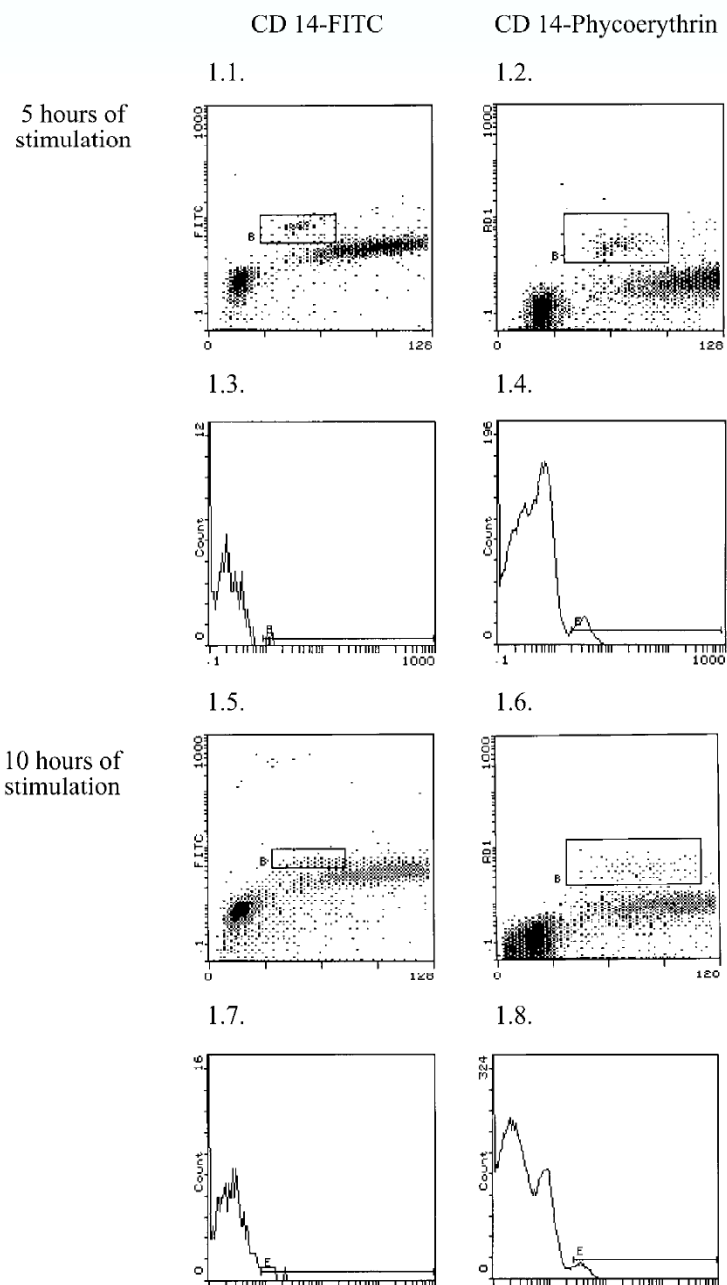 CD 14-FITC CD 14-Phycoerythrin
1.1. 1.2.
5 hours of
stimulation
1000 FITC .1 B 0 128
1000 RD1 .1 B 0 128
1.3. 1.4.
12 Count 0 B .1 1000
196 Count 0 E .1 1000
1.5. 1.6.
10 hours of
stimulation
1000 FITC .1 B 0 128
1000 RD1 .1 B 0 128
1.7. 1.8.
16 Count 0 E
324 Count 0 E